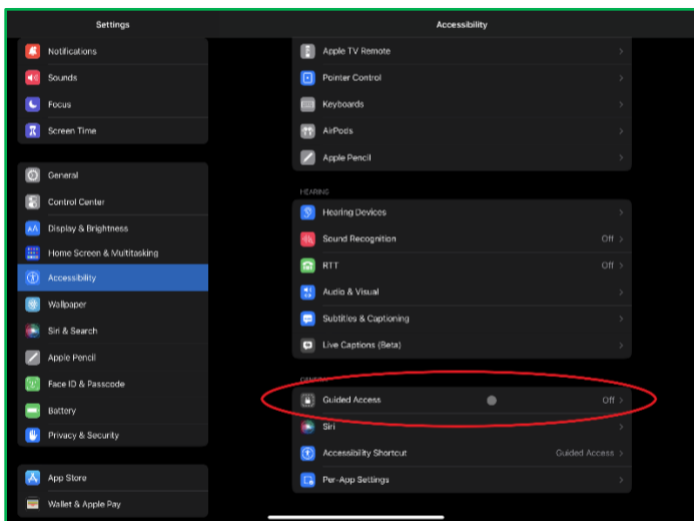 Settings
Notifications
Sounds
Focus
Screen Time
General
Control Center
Display & Brightness
Home Screen & Multitasking
Accessibility
Wallpaper
Siri & Search
Apple Pencil
Face ID & Passcode
Battery
Privacy & Security
App Store
Wallet & Apple Pay
Accessibility
Apple TV Remote
Pointer Control
Keyboards
AirPods
Apple Pencil
HEARING
Hearing Devices
Sound Recognition Off
RTT Off
Audio & Visual
Subtitles & Captioning
Live Captions (Beta)
GENERAL
Guided Access Off
Siri
Accessibility Shortcut Guided Access
Per-App Settings